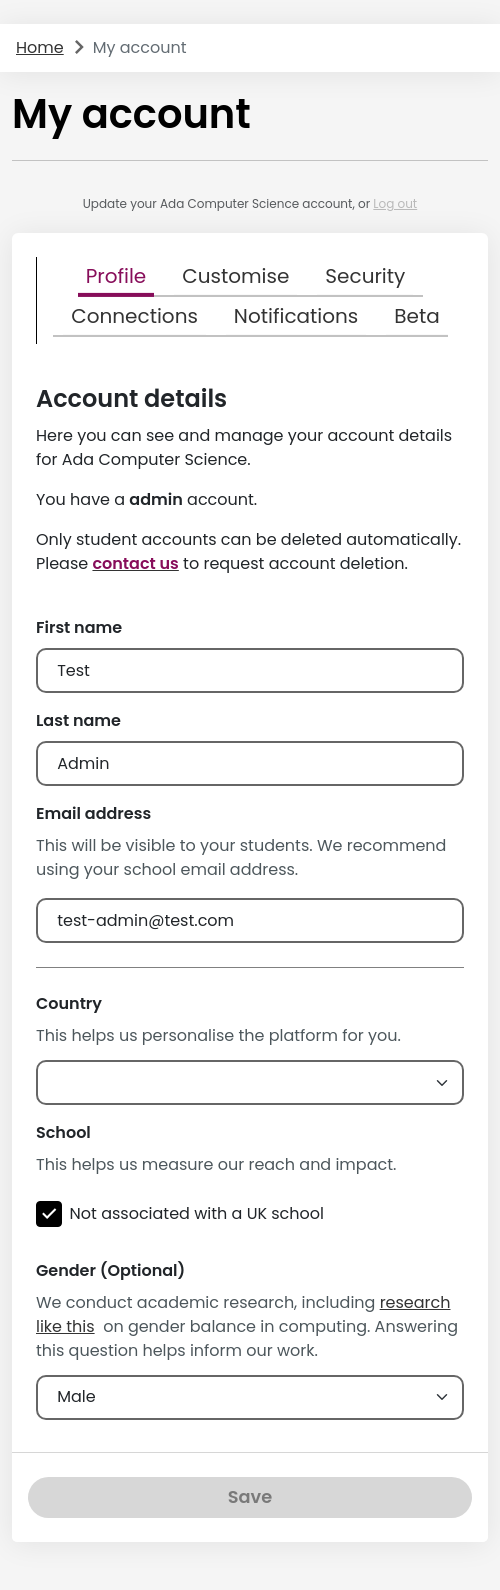 Home My account
My account
Update your Ada Computer Science account, or Log out
Profile Customise Security
Connections Notifications Beta
Account details
Here you can see and manage your account details
for Ada Computer Science.
You have a admin account.
Only student accounts can be deleted automatically.
Please contact us to request account deletion.
First name
Test
Last name
Admin
Email address
This will be visible to your students. We recommend
using your school email address.
test-admin@test.com
Country
This helps us personalise the platform for you.
School
This helps us measure our reach and impact.
Not associated with a UK school
Gender (Optional)
We conduct academic research, including research
like this on gender balance in computing. Answering
this question helps inform our work.
Male
Save